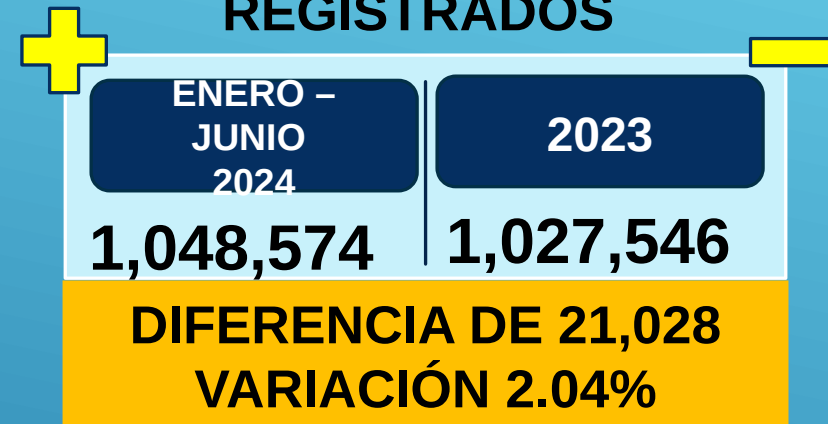 REGISTRADOS
ENERO –
JUNIO
2024
2023
1,048,574
1,027,546
DIFERENCIA DE 21,028
VARIACIÓN 2.04%